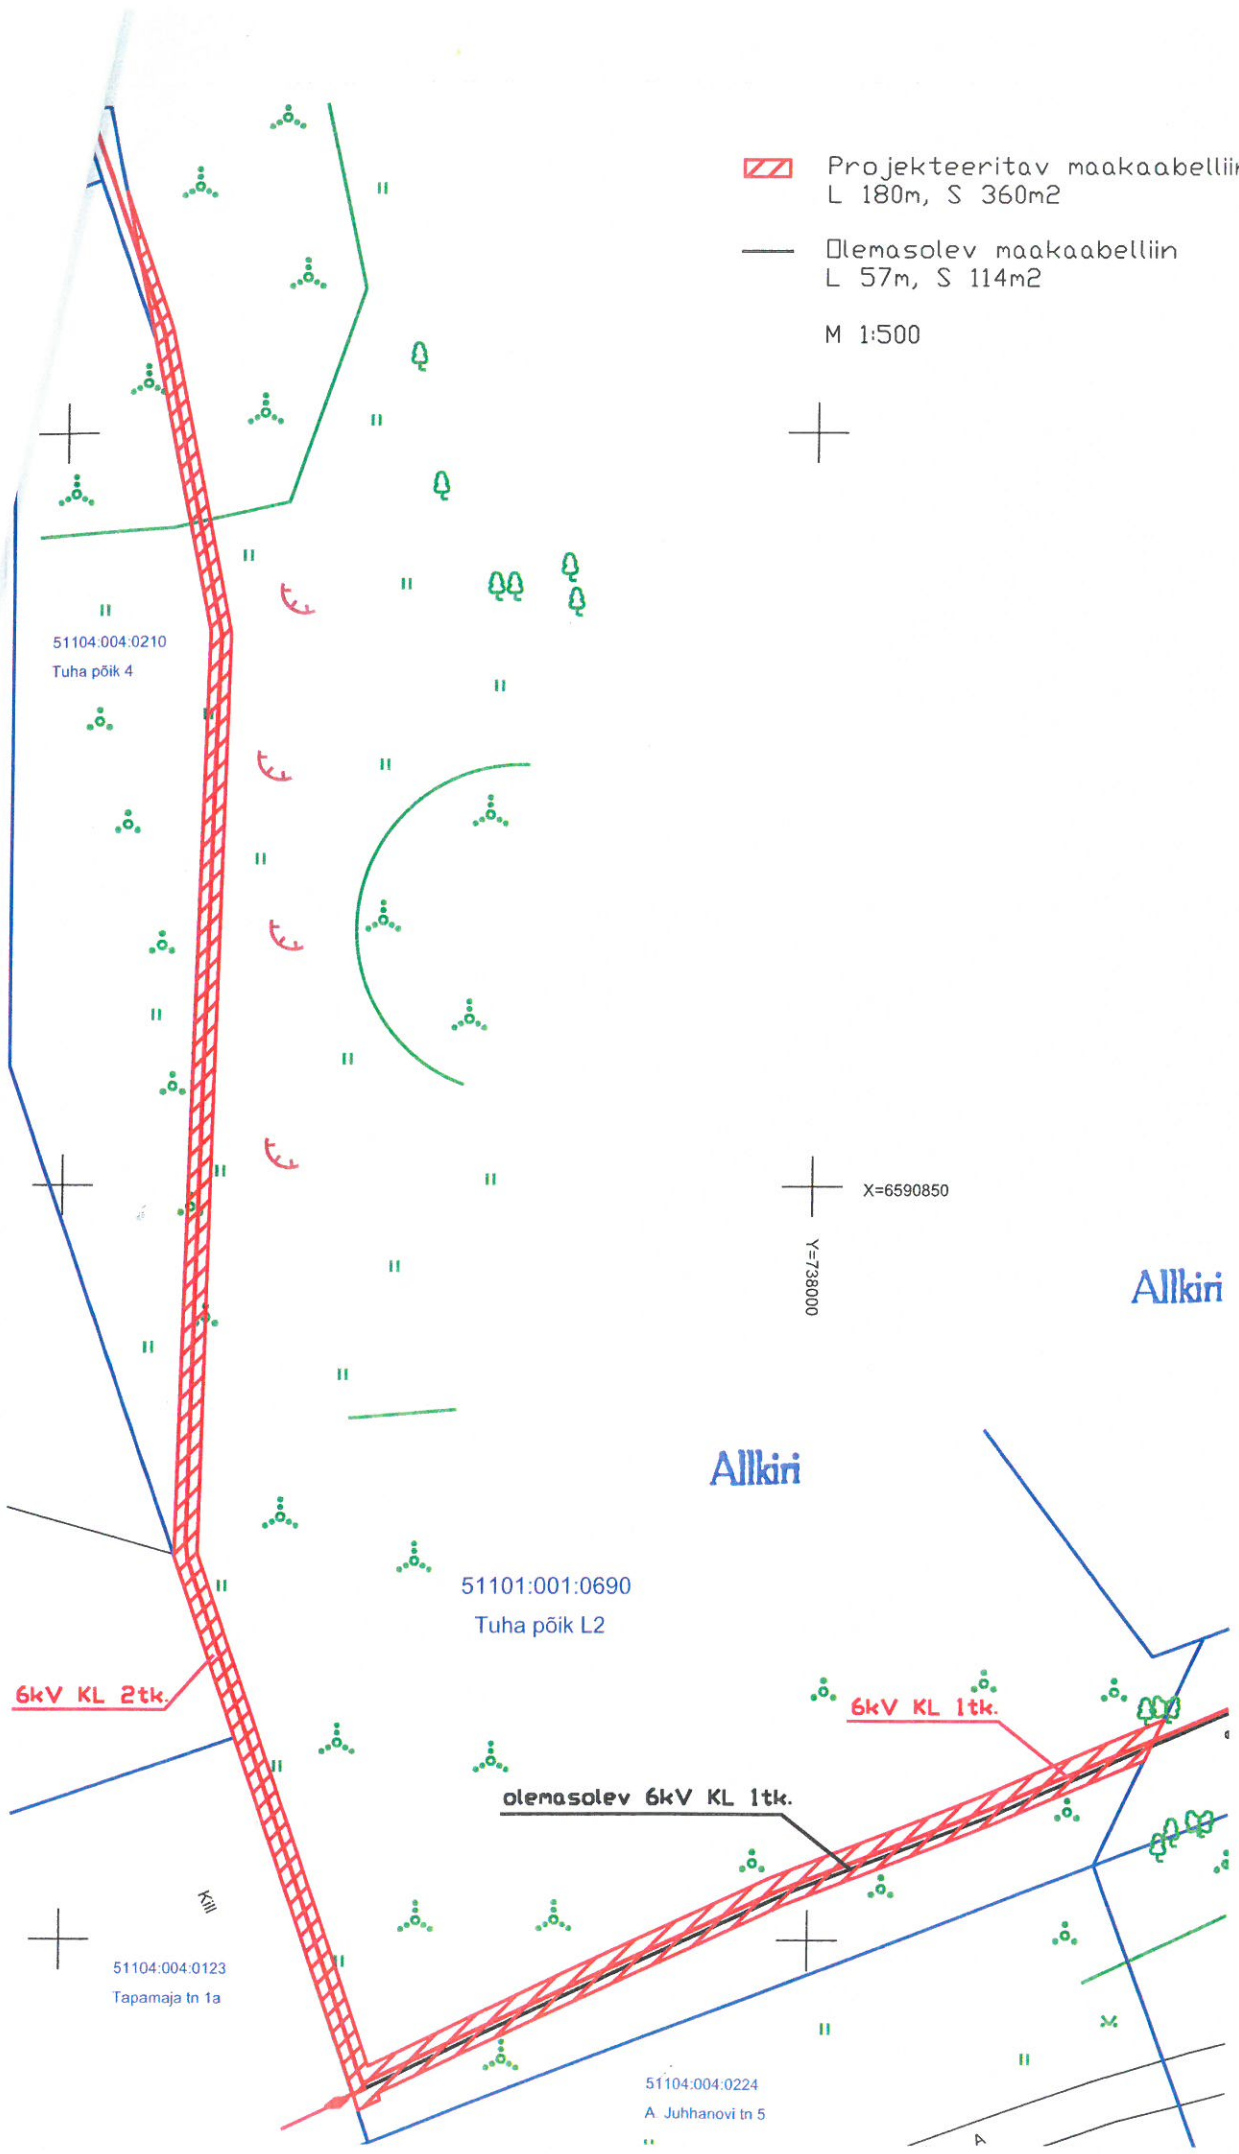 Projekteeritav maakaabelliin
L 180m, S 360m2
Olemasolev maakaabelliin
L 57m, S 114m2
M 1:500
51104:004:0210
Tuha põik 4
X=6590850
Y=738000
Allkiri
Allkiri
51101:001:0690
Tuha põik L2
6kV KL 2tk.
6kV KL 1tk.
olemasolev 6kV KL 1tk.
Kill
51104:004:0123
Tapamaja tn 1a
51104:004:0224
A. Juhhanovi tn 5
A